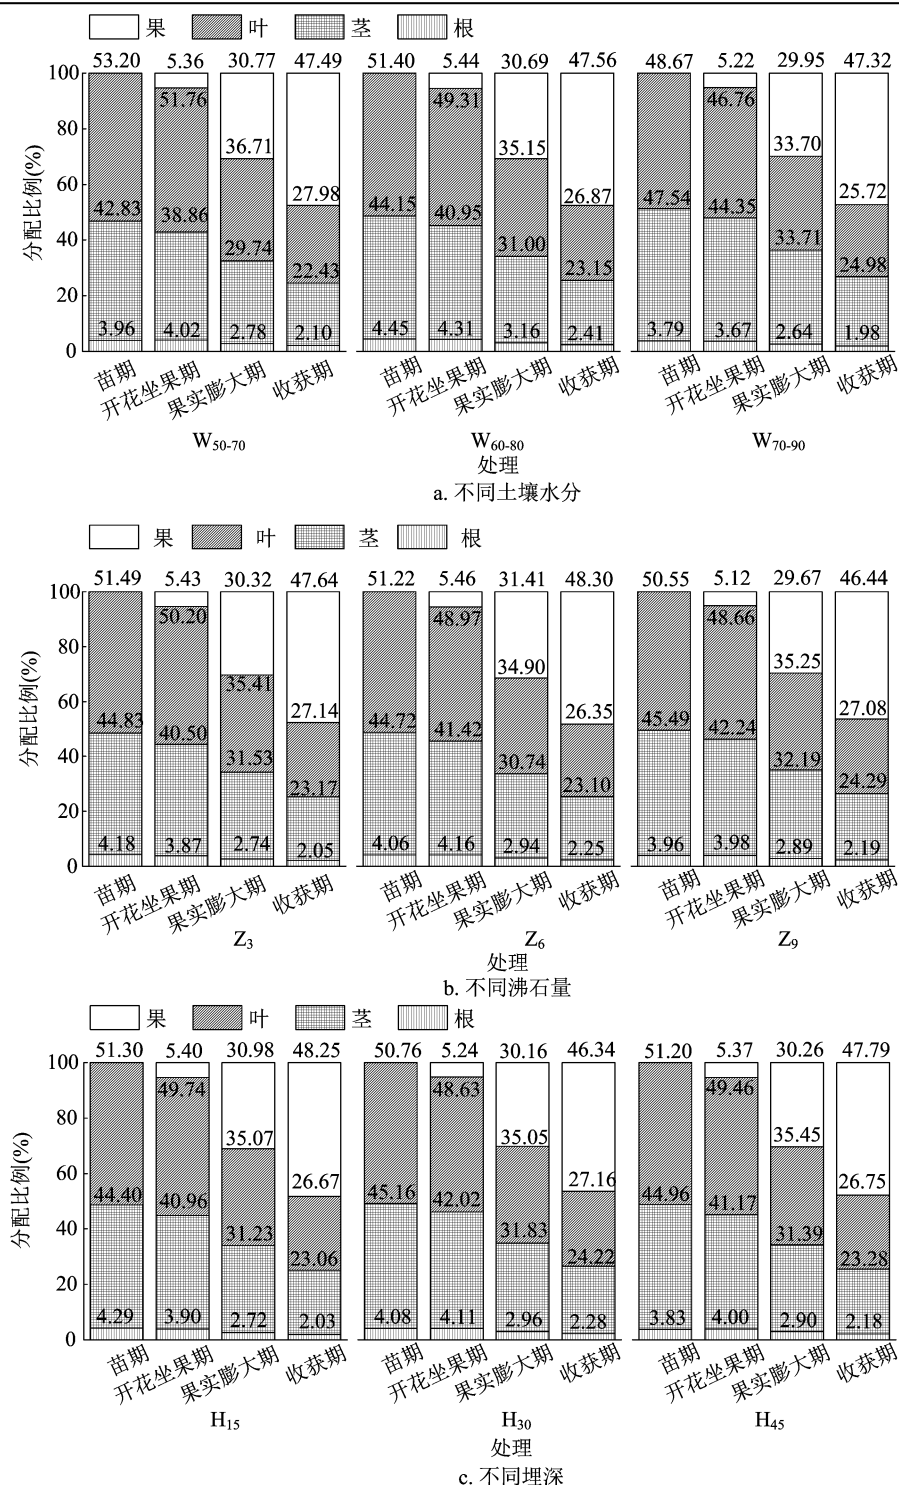 果 叶 茎 根
53.20 5.36 30.77 47.49 51.40 5.44 30.69 47.56 48.67 5.22 29.95 47.32
100
51.76 49.31 46.76
80
36.71 35.15 33.70
60
27.98 26.87 25.72
42.83 38.86 44.15 40.95 47.54 44.35
40
29.74 31.00 33.71
22.43 23.15 24.98
20
3.96 4.02 2.78 2.10 4.45 4.31 3.16 2.41 3.79 3.67 2.64 1.98
0
分配比例(%)
苗期 开花坐果期 果实膨大期 收获期 苗期 开花坐果期 果实膨大期 收获期 苗期 开花坐果期 果实膨大期 收获期
W50-70 W60-80 W70-90
处理
a. 不同土壤水分
果 叶 茎 根
51.49 5.43 30.32 47.64 51.22 5.46 31.41 48.30 50.55 5.12 29.67 46.44
100
50.20 48.97 48.66
80
35.41 34.90 35.25
60
27.14 26.35 27.08
44.83 40.50 44.72 41.42 45.49 42.24
40
31.53 30.74 32.19
23.17 23.10 24.29
20
4.18 3.87 2.74 2.05 4.06 4.16 2.94 2.25 3.96 3.98 2.89 2.19
0
分配比例(%)
苗期 开花坐果期 果实膨大期 收获期 苗期 开花坐果期 果实膨大期 收获期 苗期 开花坐果期 果实膨大期 收获期
Z3 Z6 Z9
处理
b. 不同沸石量
果 叶 茎 根
51.30 5.40 30.98 48.25 50.76 5.24 30.16 46.34 51.20 5.37 30.26 47.79
100
49.74 48.63 49.46
80
35.07 35.05 35.45
60
26.67 27.16 26.75
44.40 40.96 45.16 42.02 44.96 41.17
40
31.23 31.83 31.39
23.06 24.22 23.28
20
4.29 3.90 2.72 2.03 4.08 4.11 2.96 2.28 3.83 4.00 2.90 2.18
0
分配比例(%)
苗期 开花坐果期 果实膨大期 收获期 苗期 开花坐果期 果实膨大期 收获期 苗期 开花坐果期 果实膨大期 收获期
H15 H30 H45
处理
c. 不同埋深